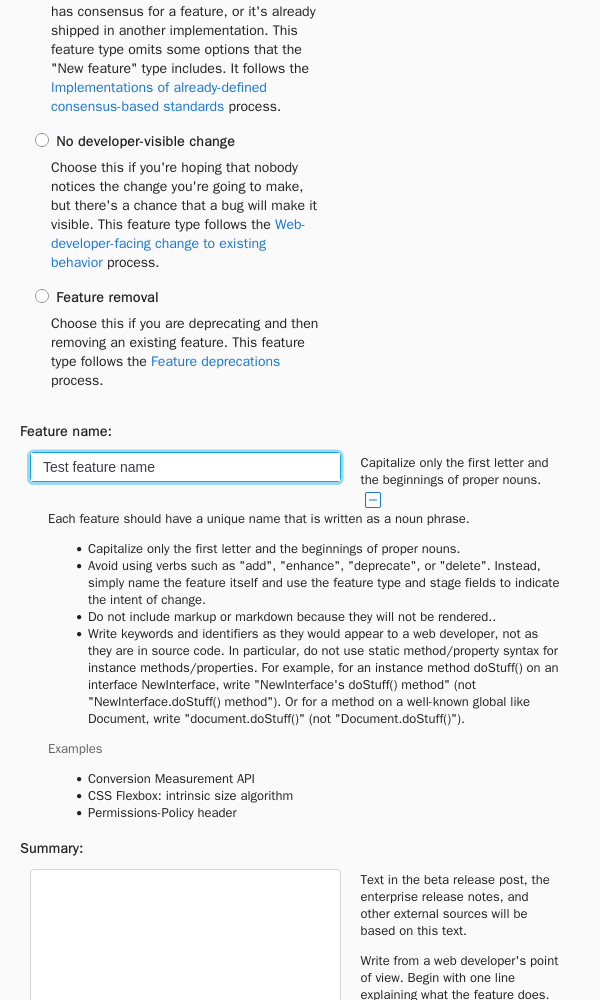 has consensus for a feature, or it's already
shipped in another implementation. This
feature type omits some options that the
"New feature" type includes. It follows the
Implementations of already-defined
consensus-based standards process.
No developer-visible change
Choose this if you're hoping that nobody
notices the change you're going to make,
but there's a chance that a bug will make it
visible. This feature type follows the Web-
developer-facing change to existing
behavior process.
Feature removal
Choose this if you are deprecating and then
removing an existing feature. This feature
type follows the Feature deprecations
process.
Feature name:
Test feature name
Capitalize only the first letter and
the beginnings of proper nouns.
Each feature should have a unique name that is written as a noun phrase.
• Capitalize only the first letter and the beginnings of proper nouns.
• Avoid using verbs such as "add", "enhance", "deprecate", or "delete". Instead,
simply name the feature itself and use the feature type and stage fields to indicate
the intent of change.
• Do not include markup or markdown because they will not be rendered..
• Write keywords and identifiers as they would appear to a web developer, not as
they are in source code. In particular, do not use static method/property syntax for
instance methods/properties. For example, for an instance method doStuff() on an
interface NewInterface, write "NewInterface's doStuff() method" (not
"NewInterface.doStuff() method"). Or for a method on a well-known global like
Document, write "document.doStuff()" (not "Document.doStuff()").
Examples
• Conversion Measurement API
• CSS Flexbox: intrinsic size algorithm
• Permissions-Policy header
Summary:
Text in the beta release post, the
enterprise release notes, and
other external sources will be
based on this text.
Write from a web developer's point
of view. Begin with one line
explaining what the feature does.